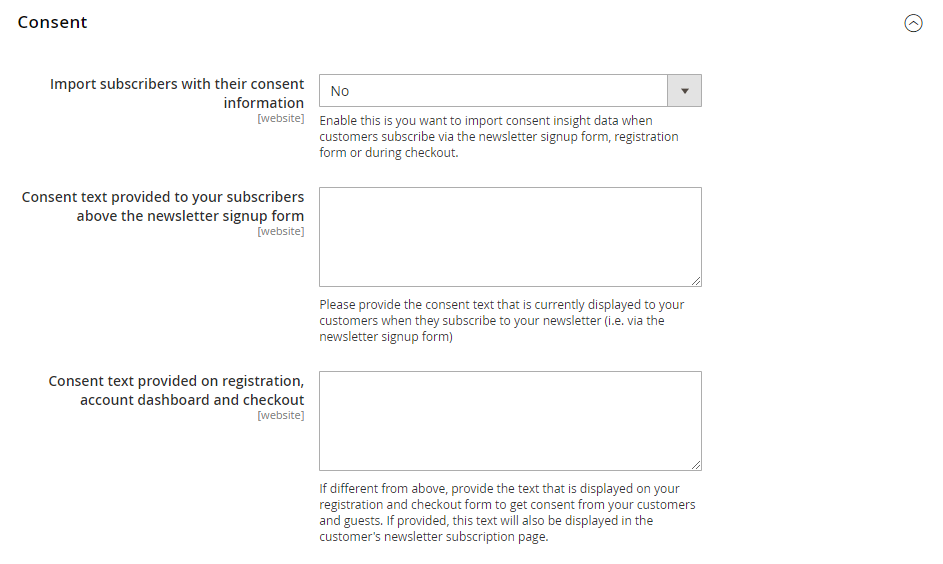 Consent
Import subscribers with their consent
information
[website]
No
Enable this is you want to import consent insight data when
customers subscribe via the newsletter signup form, registration
form or during checkout.
Consent text provided to your subscribers
above the newsletter signup form
[website]
Please provide the consent text that is currently displayed to your
customers when they subscribe to your newsletter (i.e. via the
newsletter signup form)
Consent text provided on registration,
account dashboard and checkout
[website]
If different from above, provide the text that is displayed on your
registration and checkout form to get consent from your customers
and guests. If provided, this text will also be displayed in the
customer's newsletter subscription page.